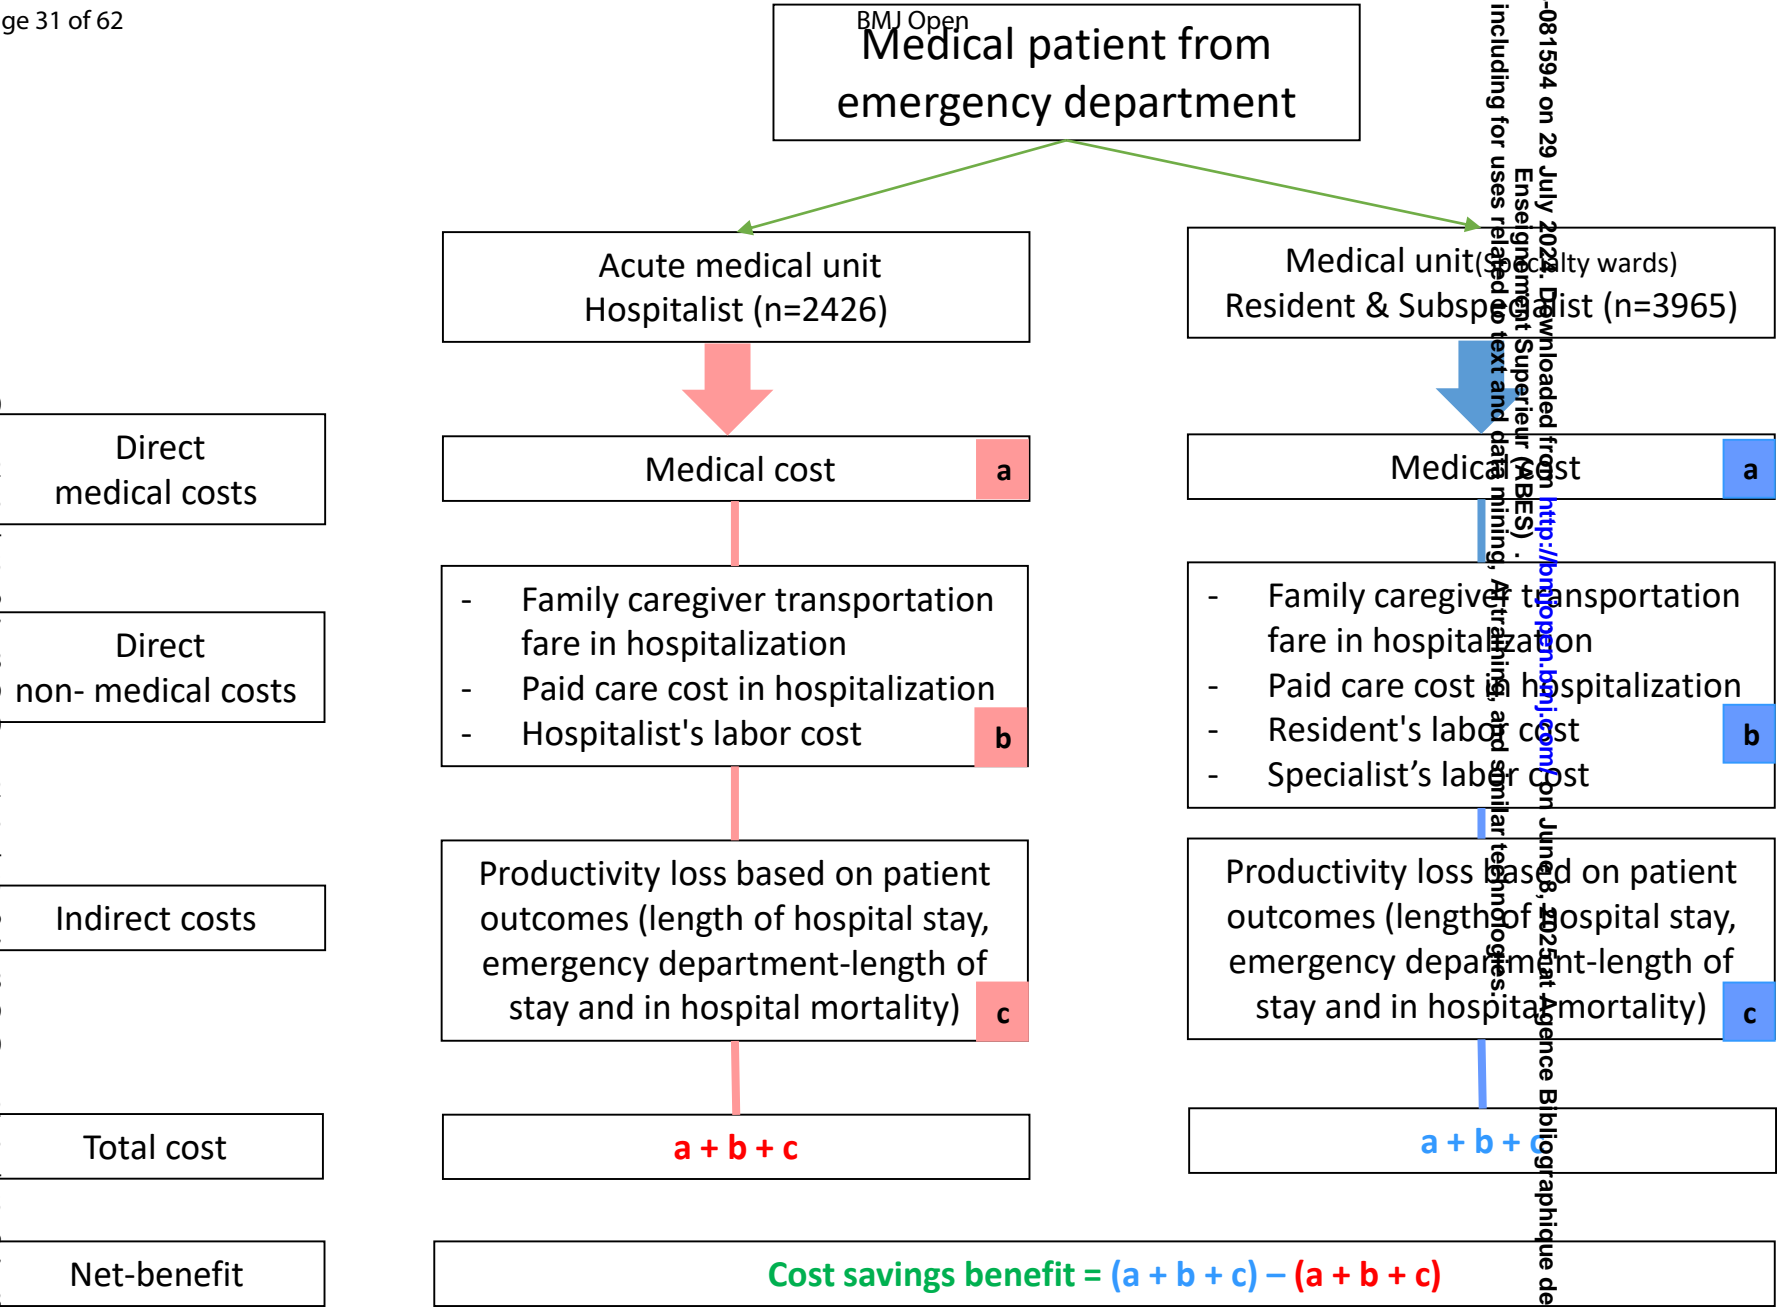 ge 31 of 62
BMJ Open
Medical patient from
emergency department
Acute medical unit
Hospitalist (n=2426)
Medical unit(Specialty wards)
Resident & Subspecialist (n=3965)
Direct
medical costs
Medical cost
a
Medical cost
a
Direct
non- medical costs
- Family caregiver transportation
fare in hospitalization
- Paid care cost in hospitalization
- Hospitalist's labor cost
b
- Family caregiver transportation
fare in hospitalization
- Paid care cost in hospitalization
- Resident's labor cost
- Specialist’s labor cost
b
Indirect costs
Productivity loss based on patient
outcomes (length of hospital stay,
emergency department-length of
stay and in hospital mortality)
c
Productivity loss based on patient
outcomes (length of hospital stay,
emergency department-length of
stay and in hospital mortality)
c
Total cost
a + b + c
a + b + c
Net-benefit
Cost savings benefit = (a + b + c) – (a + b + c)
-081594 on 29 July 2024. Downloaded from http://bmjopen.bmj.com/ on June 8, 2025 at Agence Bibliographique de
Enseignement Superieur (ABES) .
including for uses related to text and data mining, AI training, and similar technologies.